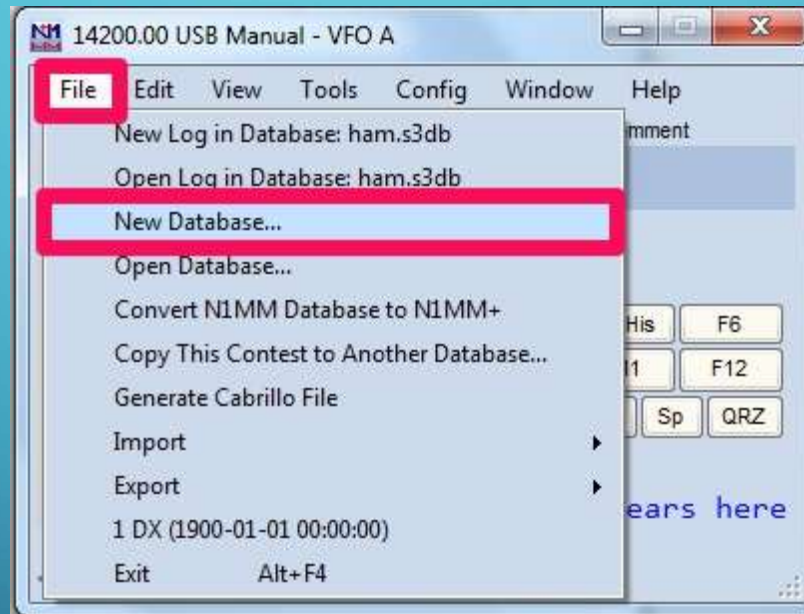 N1MM 14200.00 USB Manual - VFO A
File Edit View Tools Config Window Help
New Log in Database: ham.s3db
mment
Open Log in Database: ham.s3db
New Database...
Open Database...
Convert N1MM Database to N1MM+
His F6
Copy This Contest to Another Database...
F12
Generate Cabrillo File
Sp QRZ
Import
Export
ears here
1 DX (1900-01-01 00:00:00)
Exit Alt+F4